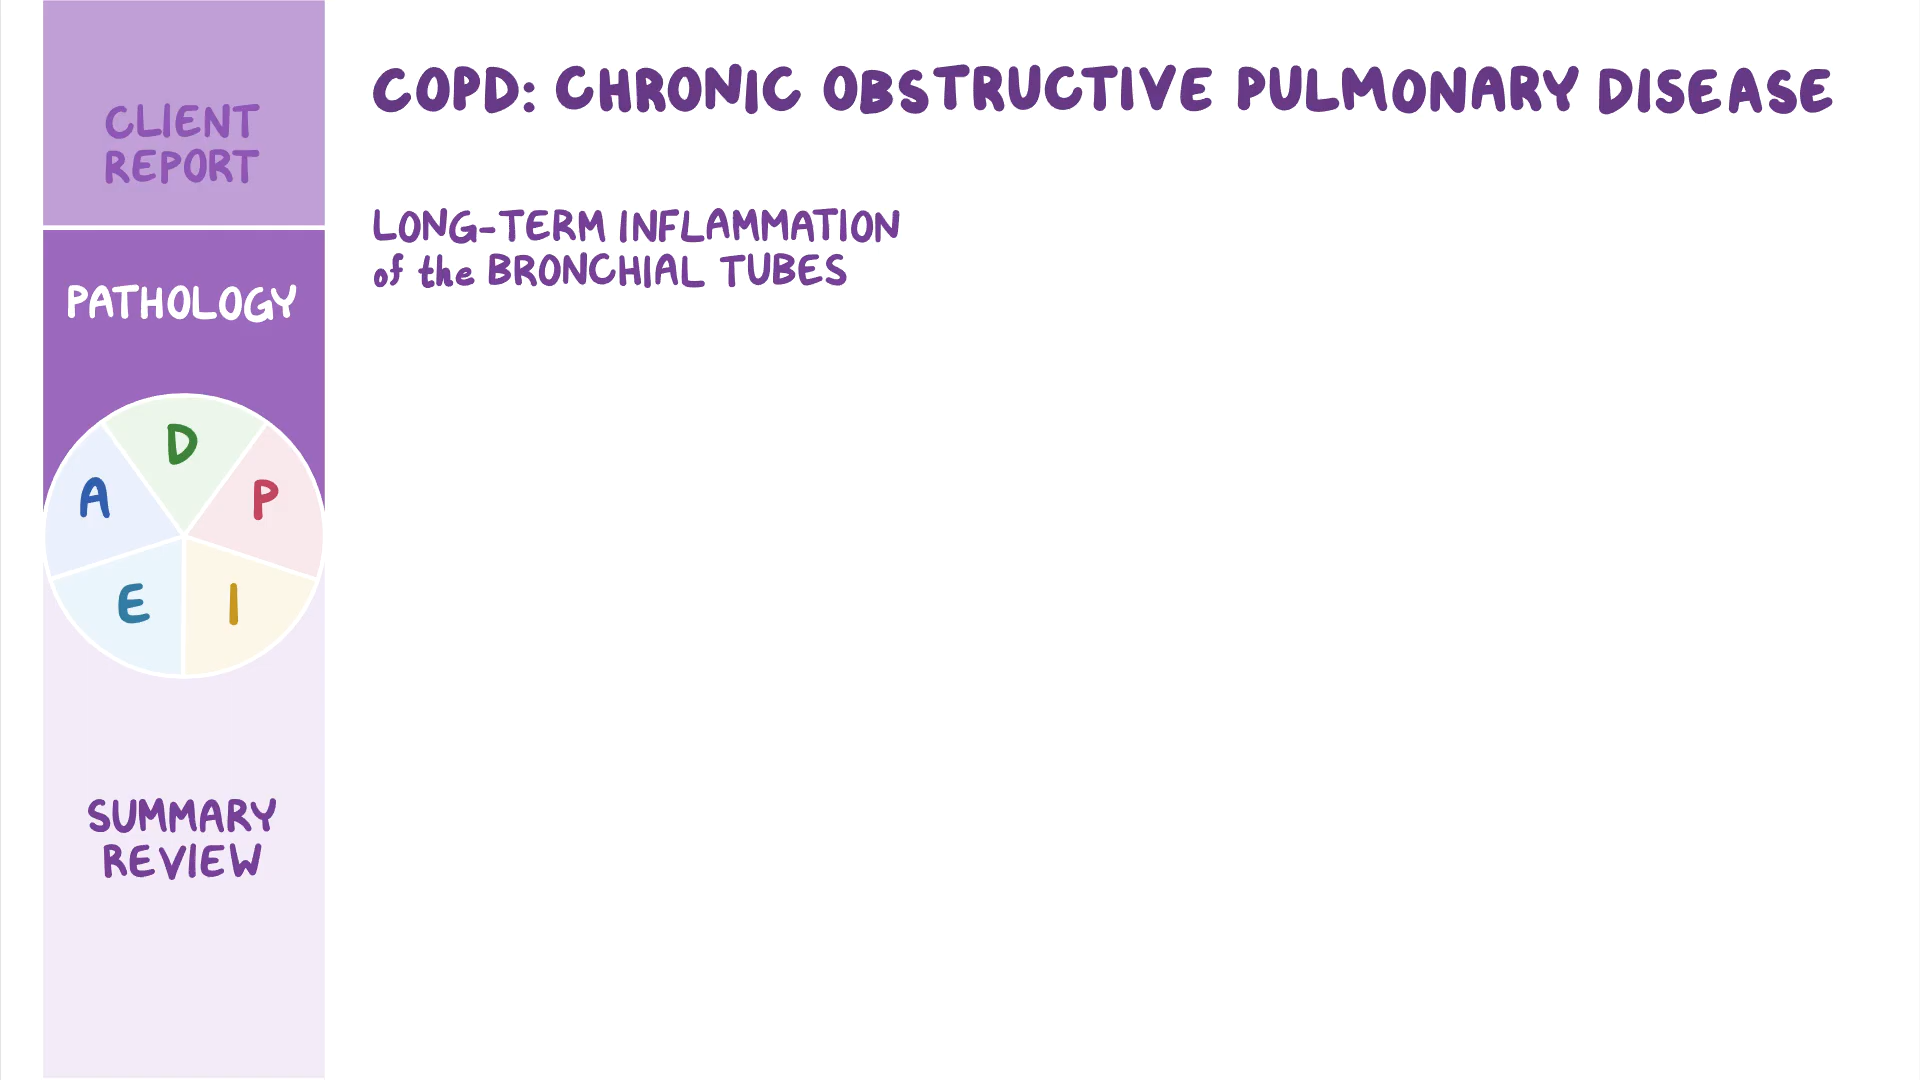 CLIENT
REPORT
PATHOLOGY
D
A
P
E
I
SUMMARY
REVIEW
COPD: CHRONIC OBSTRUCTIVE PULMONARY DISEASE
LONG-TERM INFLAMMATION
of the BRONCHIAL TUBES